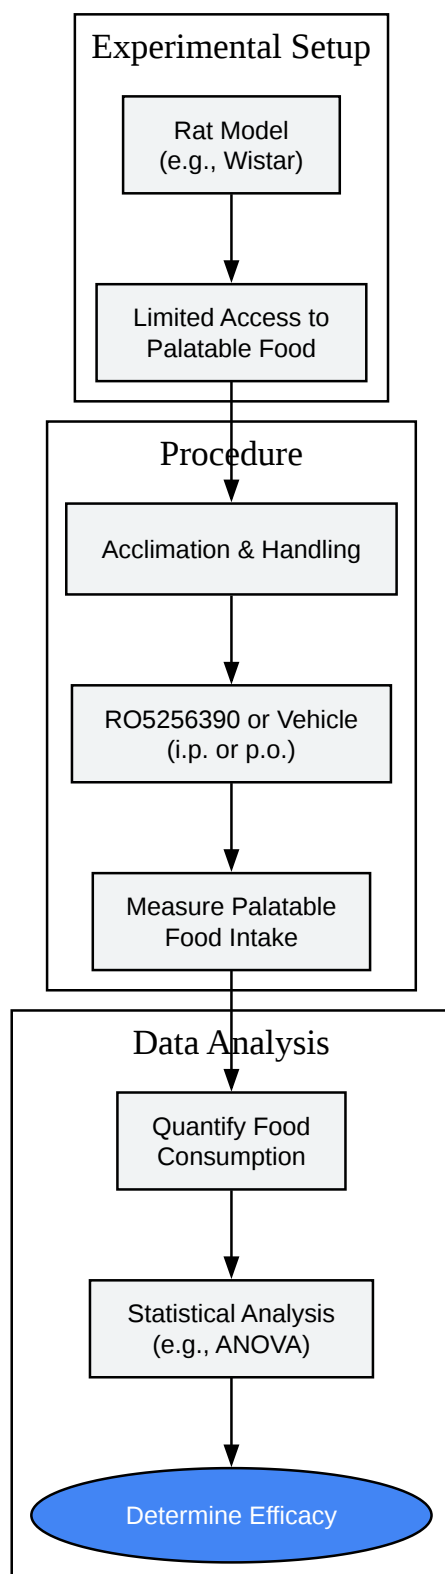 Experimental Setup
Rat Model
(e.g., Wistar)
Limited Access to
Palatable Food
Procedure
Acclimation & Handling
RO5256390 or Vehicle
(i.p. or p.o.)
Measure Palatable
Food Intake
Data Analysis
Quantify Food
Consumption
Statistical Analysis
(e.g., ANOVA)
Determine Efficacy